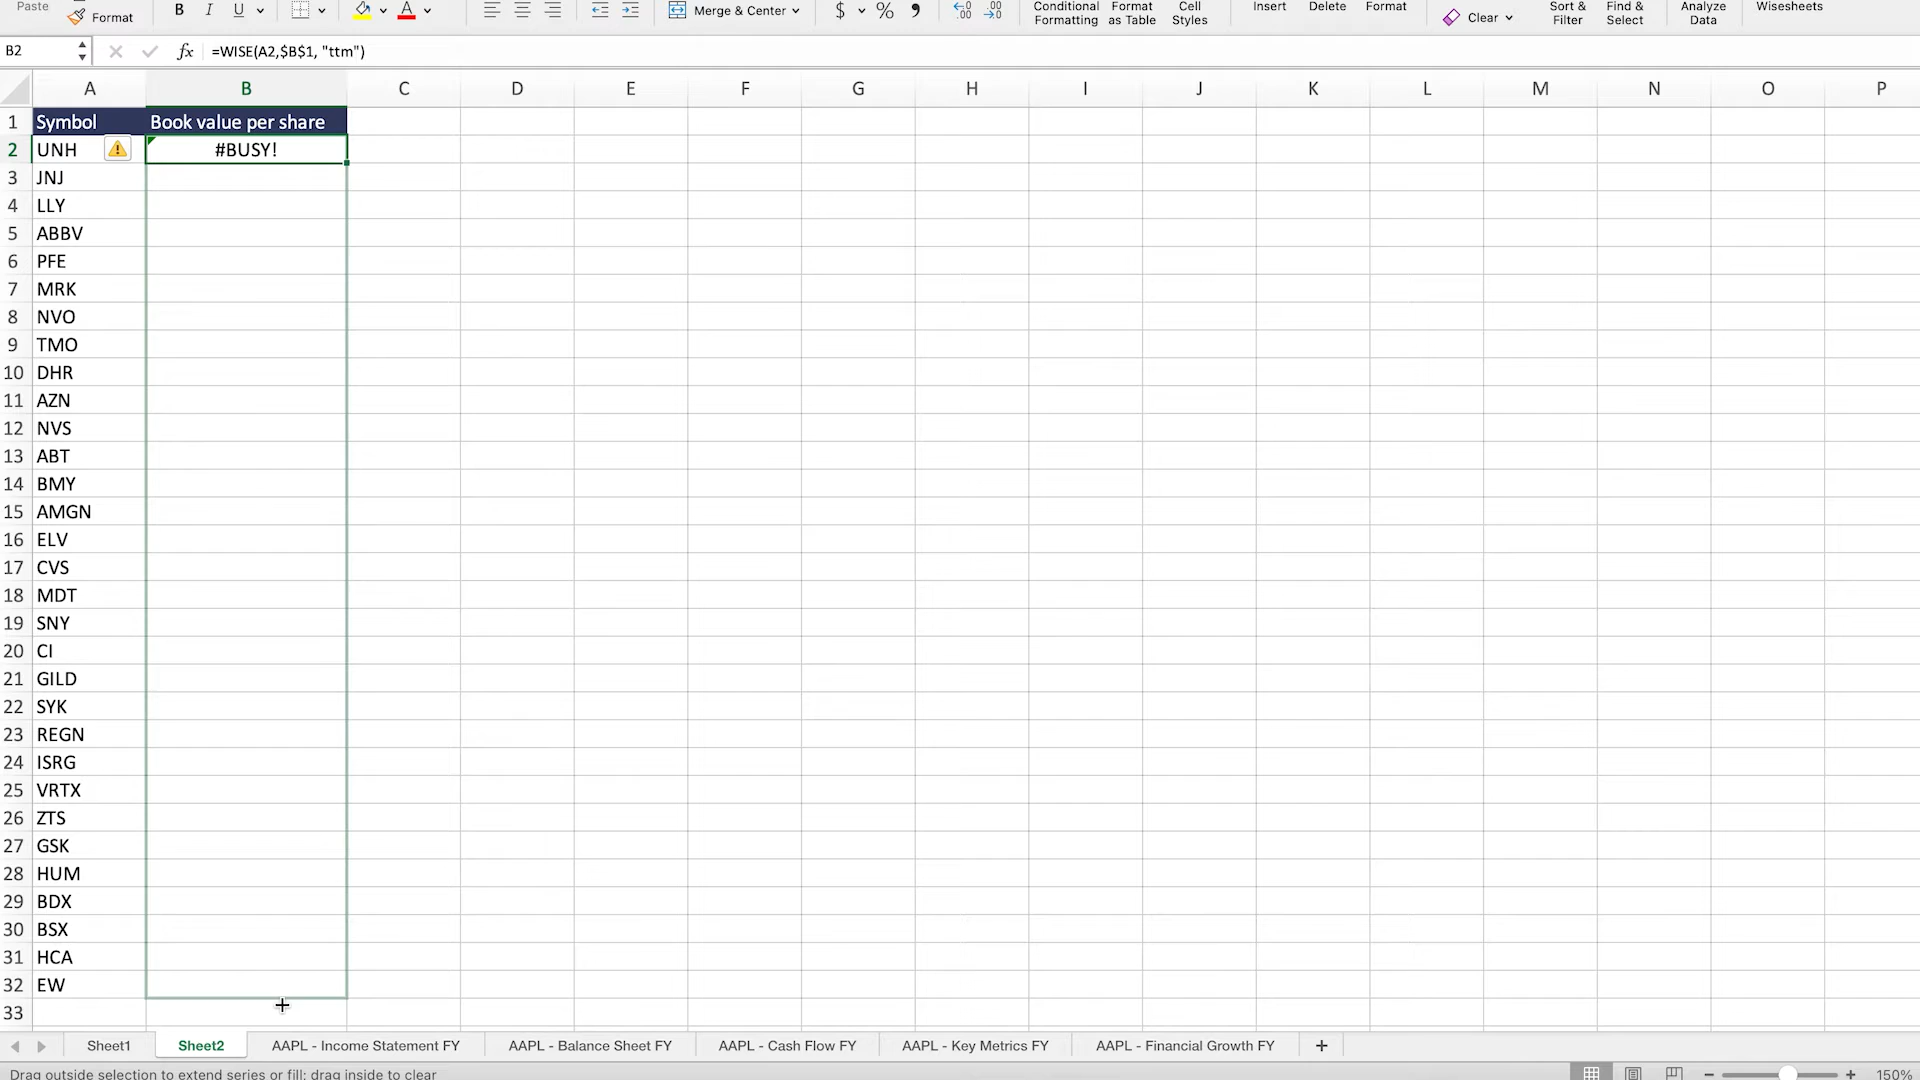 Paste
Format
B I U
A
Merge & Center
$ % ,
Conditional
Formatting
Format
as Table
Cell
Styles
Insert
Delete
Format
Clear
Sort &
Filter
Find &
Select
Analyze
Data
Wisesheets
B2
fx
=WISE(A2,$B$1, "ttm")
A B C D E F G H I J K L M N O P
1 Symbol Book value per share
2 UNH #BUSY!
3 JNJ
4 LLY
5 ABBV
6 PFE
7 MRK
8 NVO
9 TMO
10 DHR
11 AZN
12 NVS
13 ABT
14 BMY
15 AMGN
16 ELV
17 CVS
18 MDT
19 SNY
20 CI
21 GILD
22 SYK
23 REGN
24 ISRG
25 VRTX
26 ZTS
27 GSK
28 HUM
29 BDX
30 BSX
31 HCA
32 EW
33
Sheet1 Sheet2 AAPL - Income Statement FY AAPL - Balance Sheet FY AAPL - Cash Flow FY AAPL - Key Metrics FY AAPL - Financial Growth FY +
Drag outside selection to extend series or fill; drag inside to clear
150%